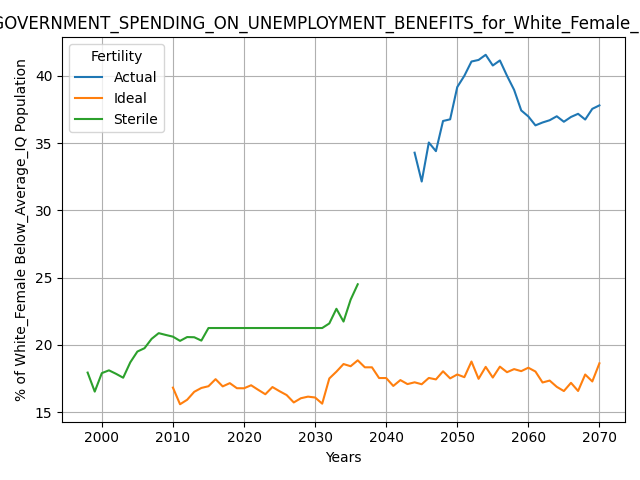 GOVERNMENT_SPENDING_ON_UNEMPLOYMENT_BENEFITS_for_White_Female_
Fertility
Actual
Ideal
Sterile
% of White_Female Below_Average_IQ Population
40
35
30
25
20
15
2000 2010 2020 2030 2040 2050 2060 2070
Years